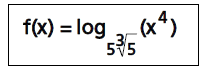 f(x) = log_{5∛5}(x⁴)